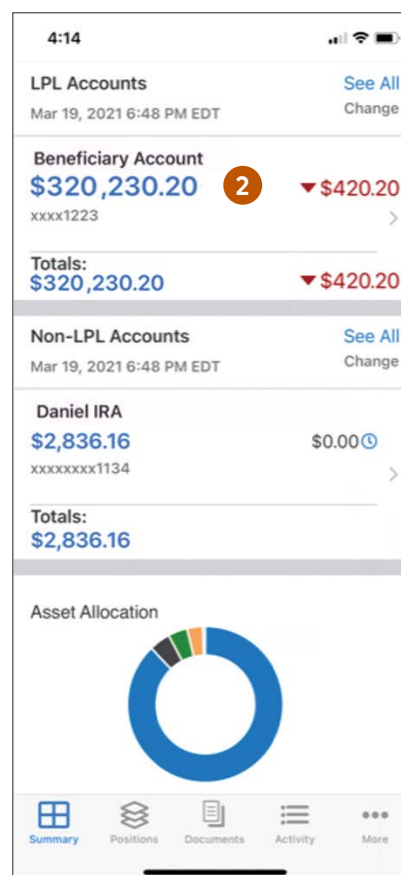 4:14
LPL Accounts See All
Mar 19, 2021 6:48 PM EDT Change
Beneficiary Account
$320,230.20 2 ▼$420.20
xxxx1223
Totals:
$320,230.20 ▼$420.20
Non-LPL Accounts See All
Mar 19, 2021 6:48 PM EDT Change
Daniel IRA
$2,836.16 $0.00
xxxxxxxx1134
Totals:
$2,836.16
Asset Allocation
Summary Positions Documents Activity More